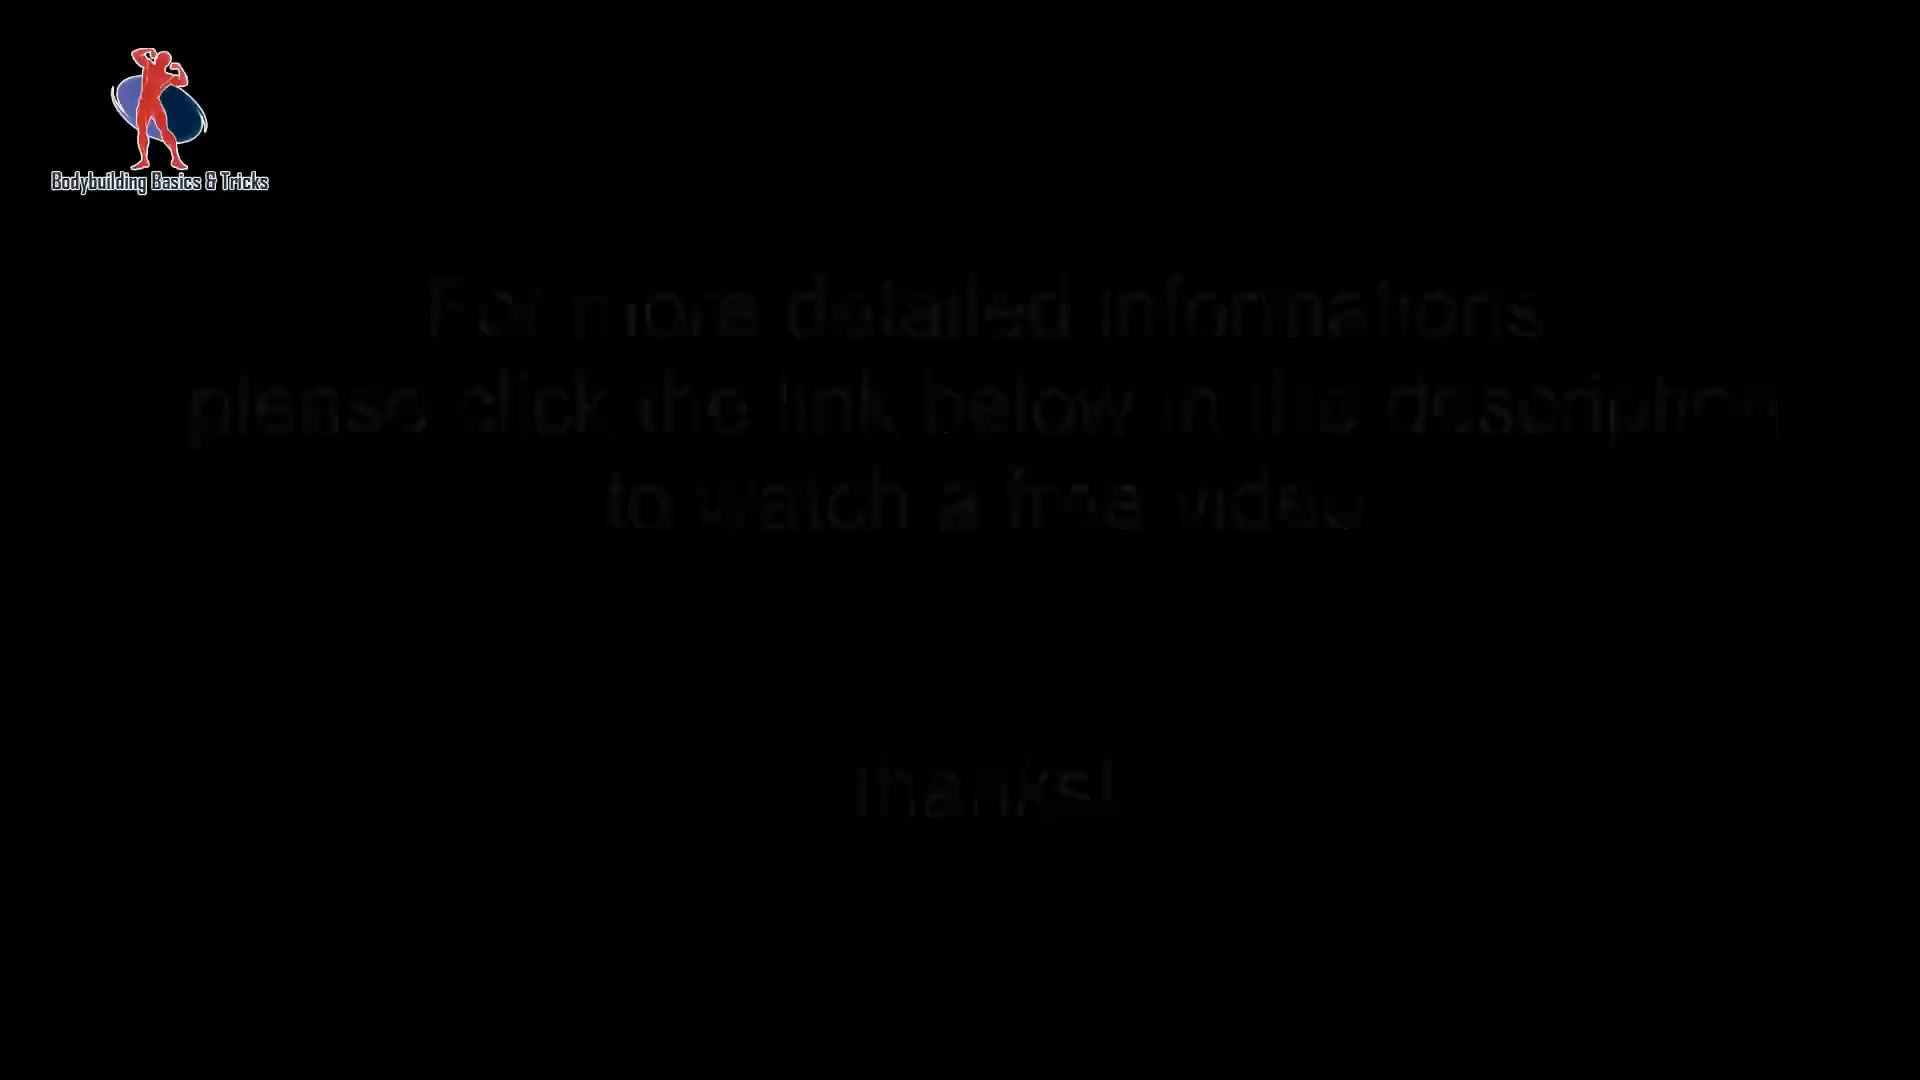 Bodybuilding Basics & Tricks
For more detailed informations
please click the link below in the description
to watch a free video
thanks!